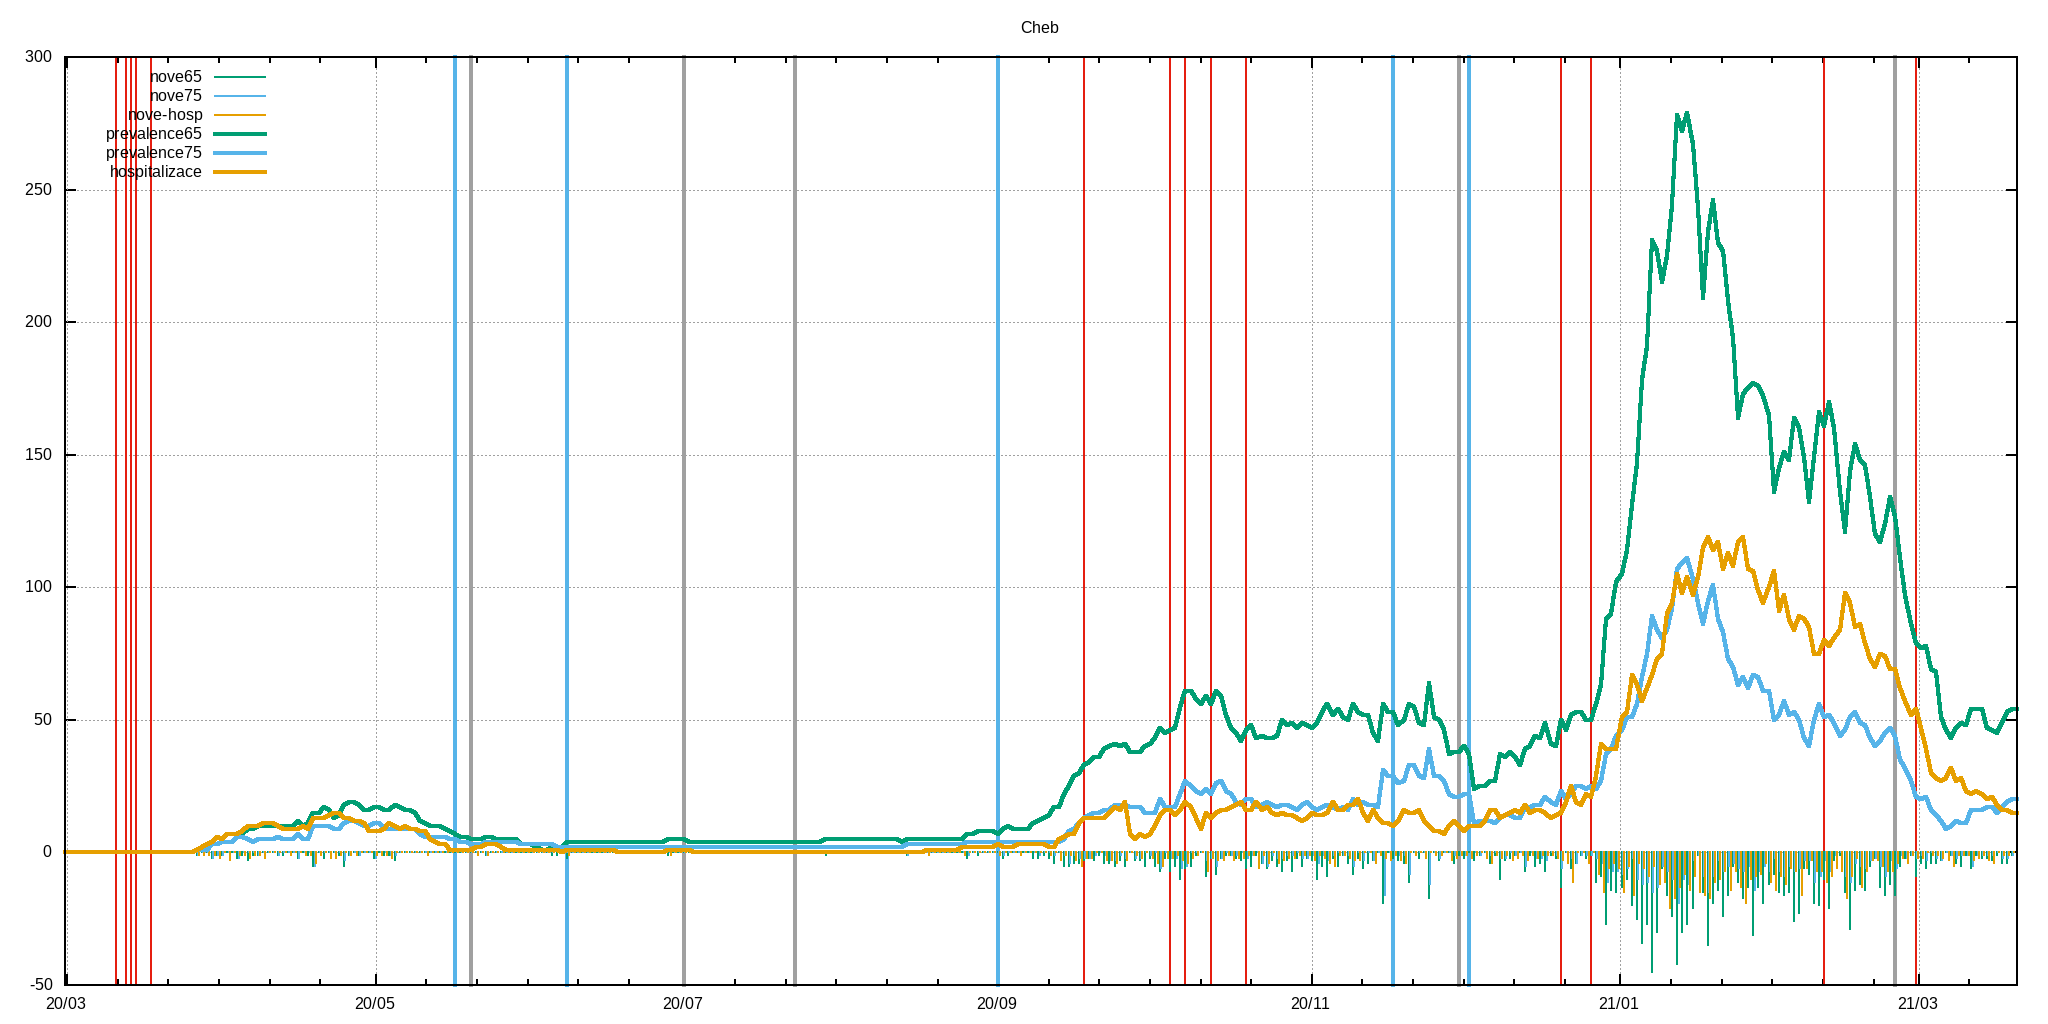 Cheb
300
250
200
150
100
50
0
-50
nove65
nove75
nove-hosp
prevalence65
prevalence75
hospitalizace
20/03 20/05 20/07 20/09 20/11 21/01 21/03